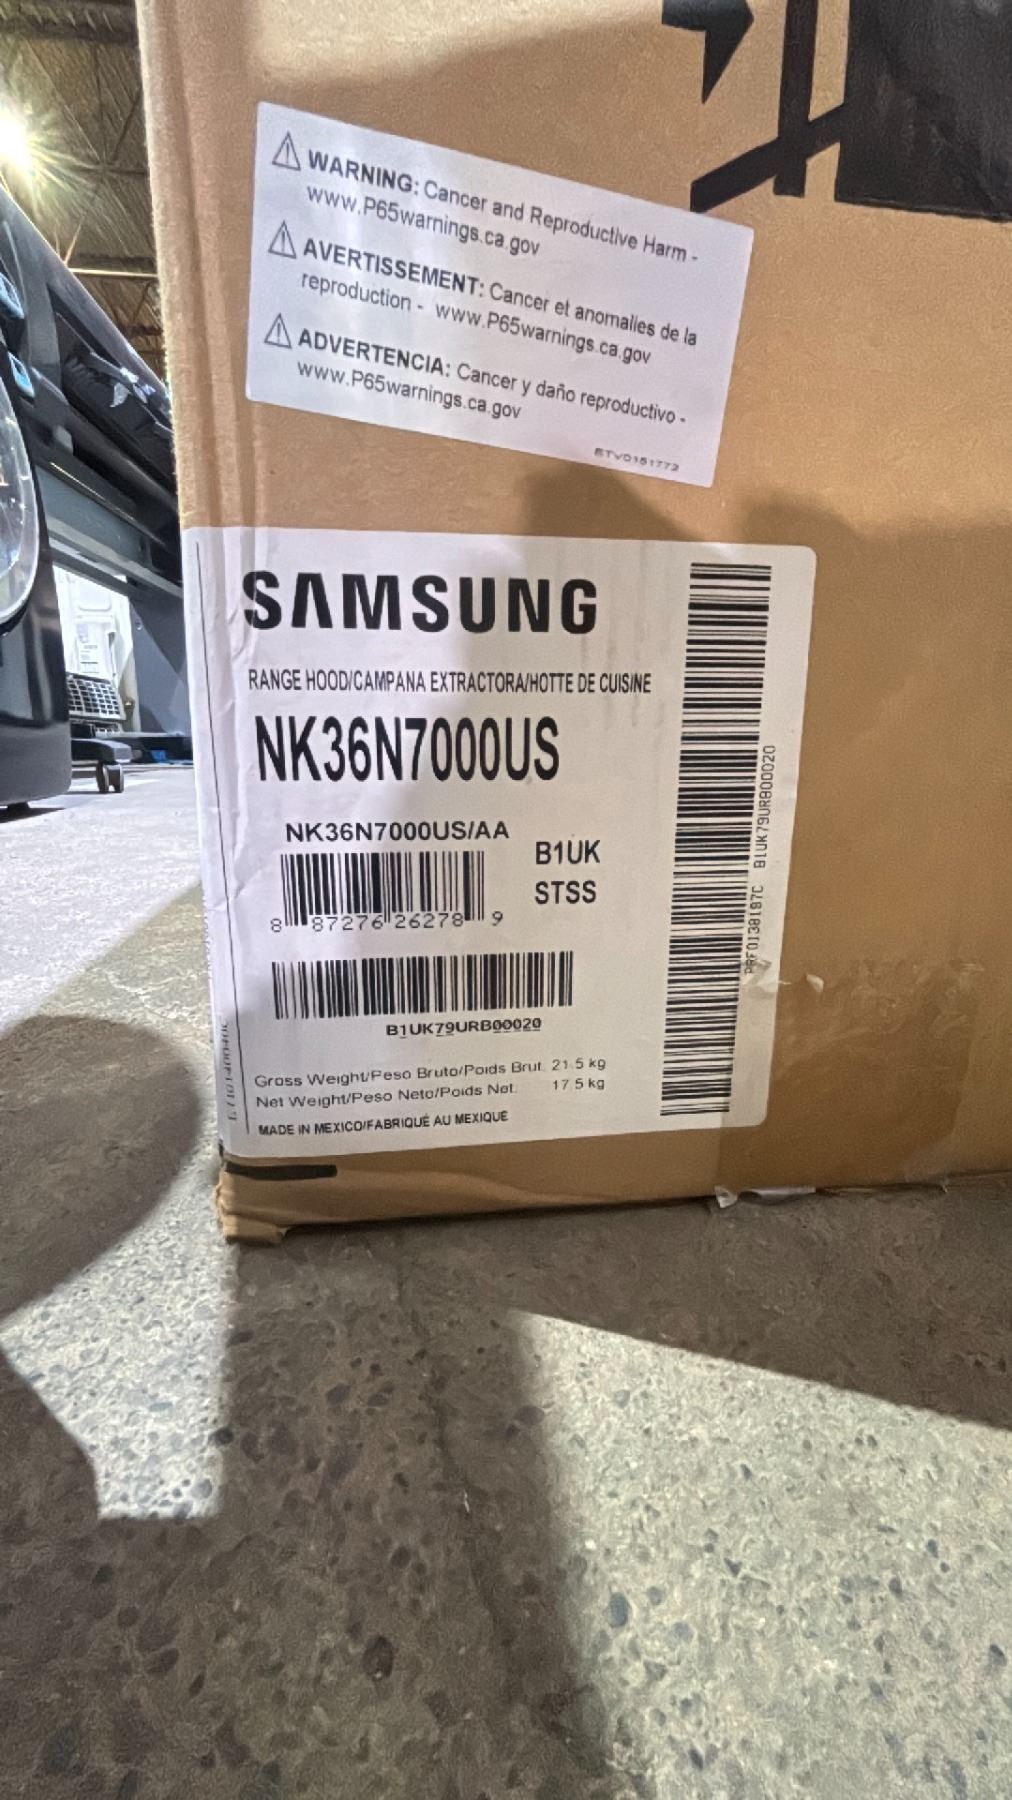 WARNING: Cancer and Reproductive Harm -
www.P65warnings.ca.gov
AVERTISSEMENT: Cancer et anomalies de la
reproduction - www.P65warnings.ca.gov
ADVERTENCIA: Cancer y daño reproductivo -
www.P65warnings.ca.gov
ETV0151772
SAMSUNG
RANGE HOOD/CAMPANA EXTRACTORA/HOTTE DE CUISINE
NK36N7000US
NK36N7000US/AA
B1UK
STSS
8 87276 26278 9
B1UK79URB00020
Gross Weight/Peso Bruto/Poids Brut. 21.5 kg
Net Weight/Peso Neto/Poids Net. 17.5 kg
MADE IN MEXICO/FABRIQUÉ AU MEXIQUE
PRF0138197C B1UK79URB00020